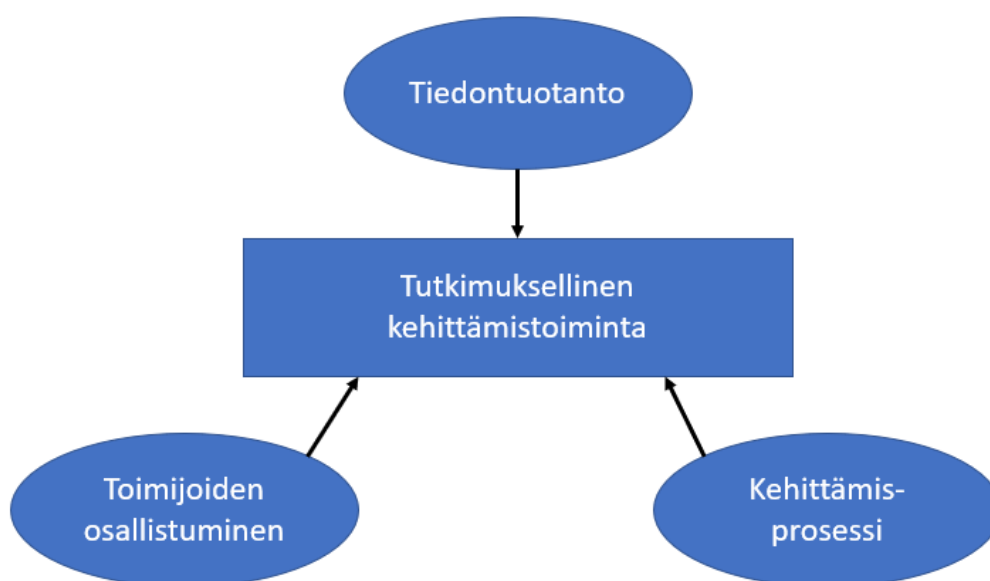 Tiedontuotanto
Tutkimuksellinen
kehittämistoiminta
Toimijoiden
osallistuminen
Kehittämis-
prosessi